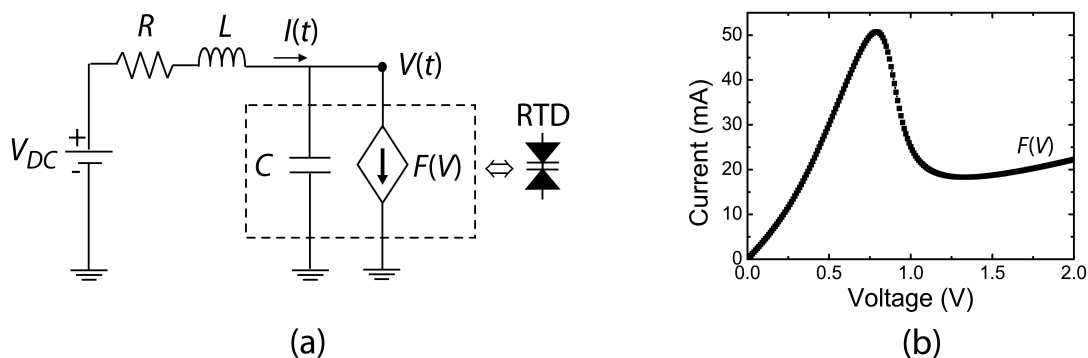 R
L
I(t)
V(t)
V_DC
+
-
C
F(V)
⇔
RTD
(a)
Current (mA)
50
40
30
20
10
0
F(V)
0.0
0.5
1.0
1.5
2.0
Voltage (V)
(b)